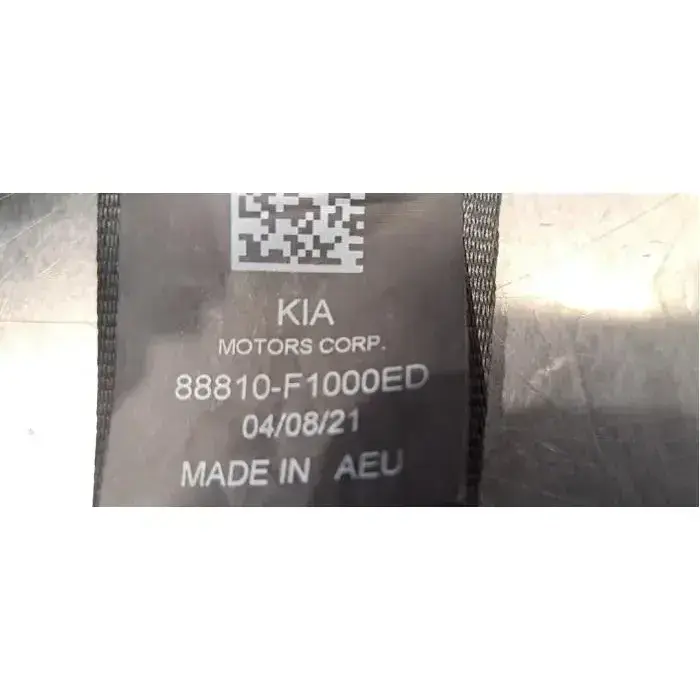 KIA
MOTORS CORP.
88810-F1000ED
04/08/21
MADE IN AEU